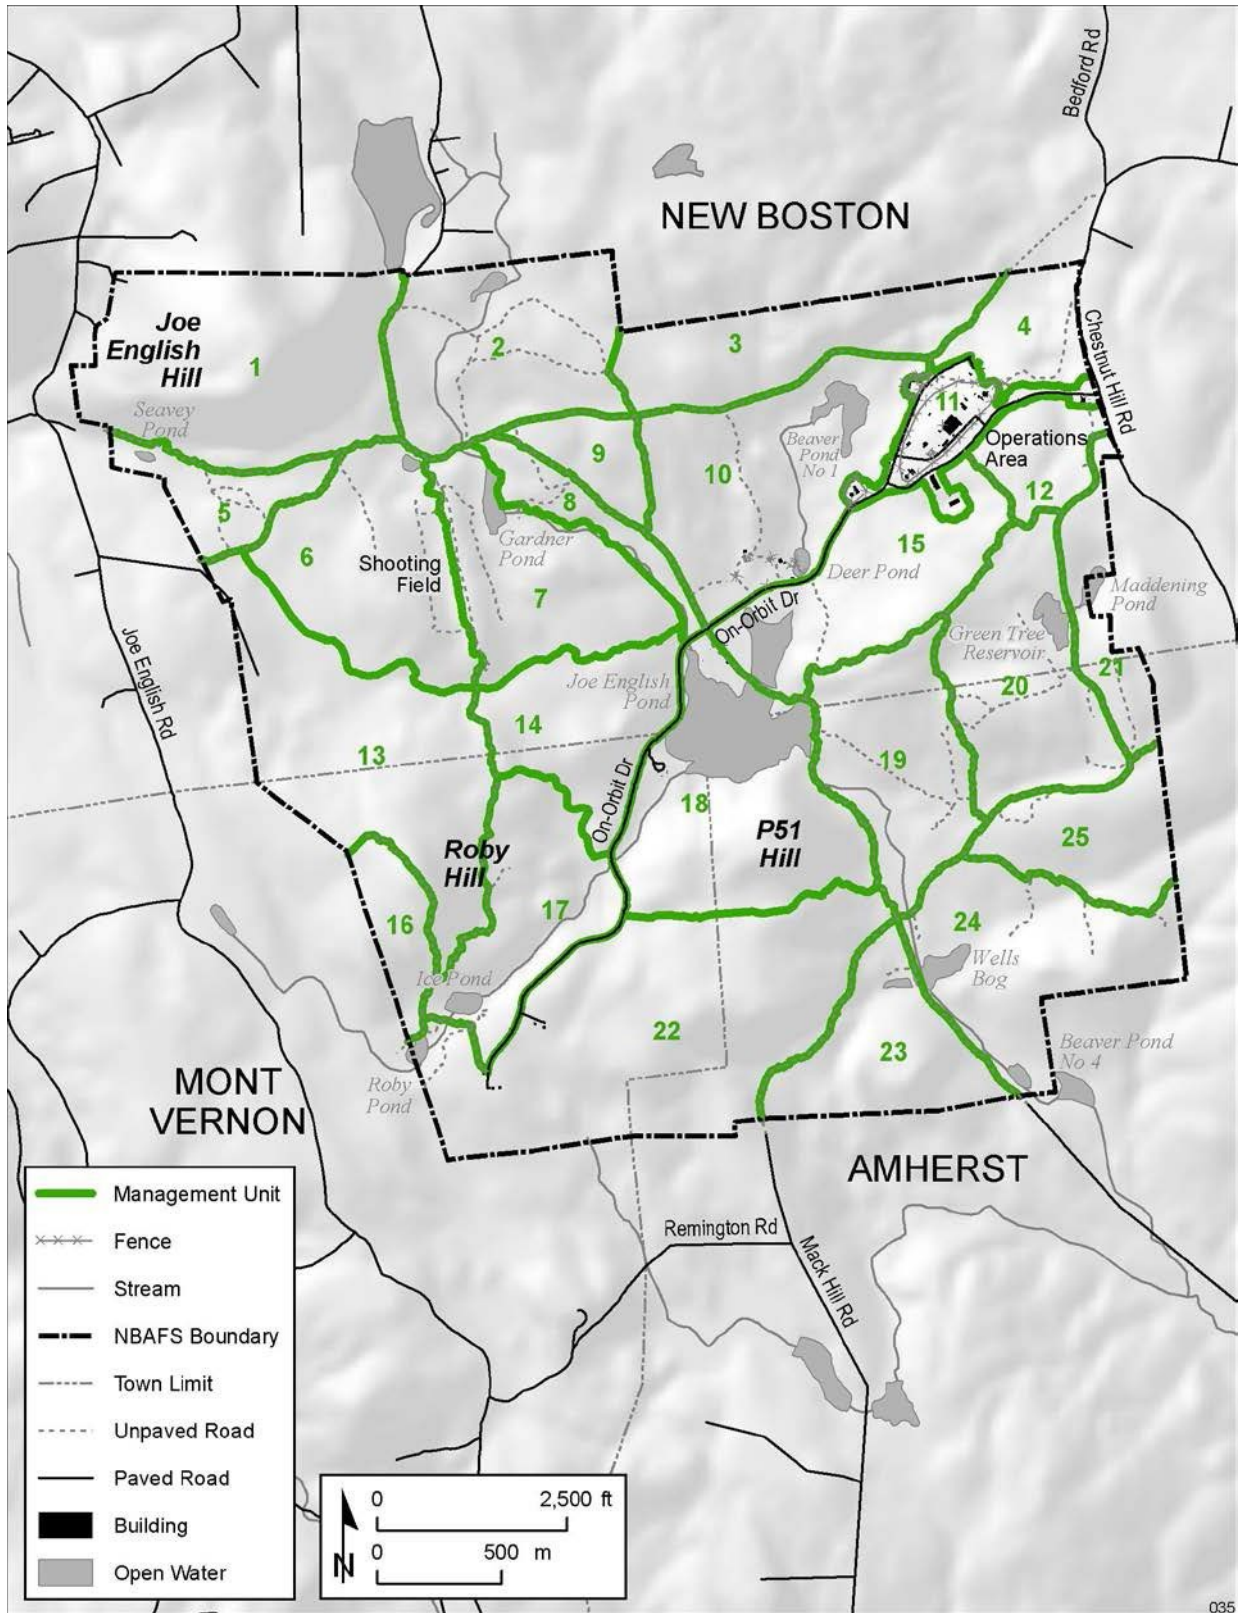 Bedford Rd
NEW BOSTON
Joe
English
Hill
1
2
3
4
Chestnut Hill Rd
Seavey
Pond
11
Beaver
Pond
No 1
Operations
Area
9
10
12
5
8
6
Gardner
Pond
Shooting
Field
7
15
Deer Pond
On-Orbit Dr
Maddening
Pond
Green Tree
Reservoir
20
21
Joe English Rd
Joe English
Pond
14
13
19
On-Orbit Dr
18
P51
Hill
25
Roby
Hill
16
17
24
Ice Pond
Wells
Bog
22
23
Beaver Pond
No 4
Roby
Pond
MONT
VERNON
AMHERST
Remington Rd
Mack Hill Rd
Management Unit
Fence
Stream
NBAFS Boundary
Town Limit
Unpaved Road
Paved Road
Building
Open Water
0 2,500 ft
0 500 m
N
035